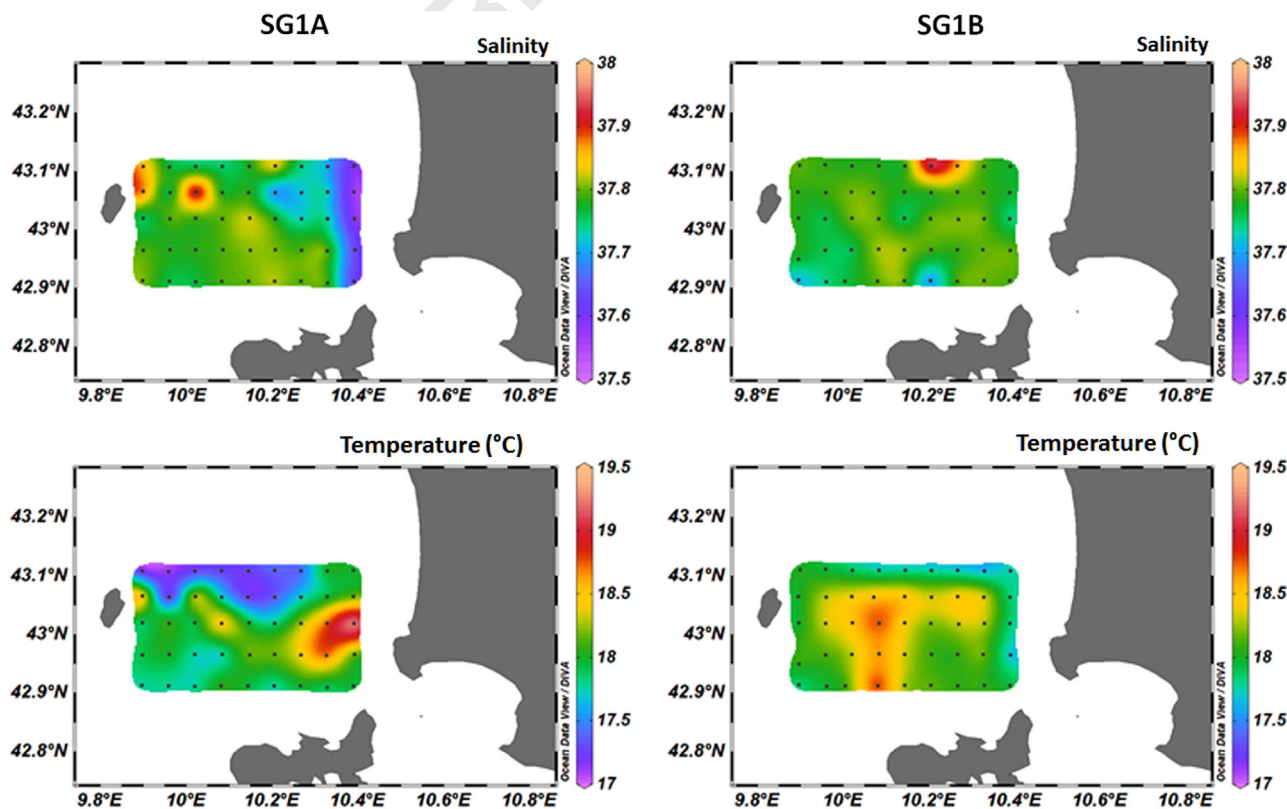 SG1A
SG1B
Salinity
Salinity
43.2°N
43.1°N
43°N
42.9°N
42.8°N
9.8°E 10°E 10.2°E 10.4°E 10.6°E 10.8°E
38
37.9
37.8
37.7
37.6
37.5
Ocean Data View / DIVA
43.2°N
43.1°N
43°N
42.9°N
42.8°N
9.8°E 10°E 10.2°E 10.4°E 10.6°E 10.8°E
38
37.9
37.8
37.7
37.6
37.5
Ocean Data View / DIVA
Temperature (°C)
Temperature (°C)
43.2°N
43.1°N
43°N
42.9°N
42.8°N
9.8°E 10°E 10.2°E 10.4°E 10.6°E 10.8°E
19.5
19
18.5
18
17.5
17
Ocean Data View / DIVA
43.2°N
43.1°N
43°N
42.9°N
42.8°N
9.8°E 10°E 10.2°E 10.4°E 10.6°E 10.8°E
19.5
19
18.5
18
17.5
17
Ocean Data View / DIVA